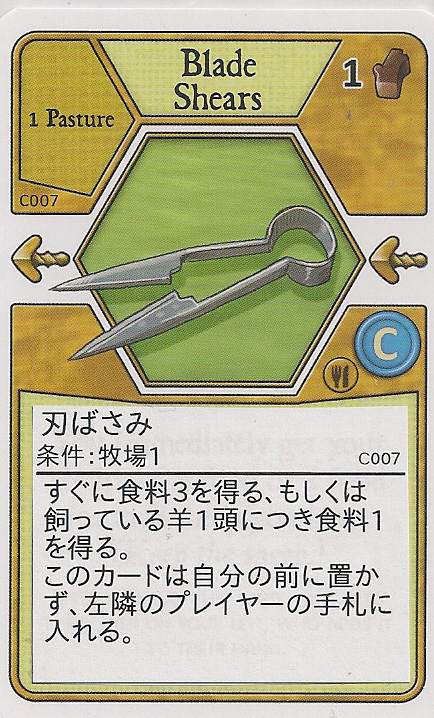 Blade
Shears
1
1 Pasture
C007
C
刃ばさみ
条件:牧場1
C007
すぐに食料3を得る、もしくは
飼っている羊1頭につき食料1
を得る。
このカードは自分の前に置か
ず、左隣のプレイヤーの手札に
入れる。